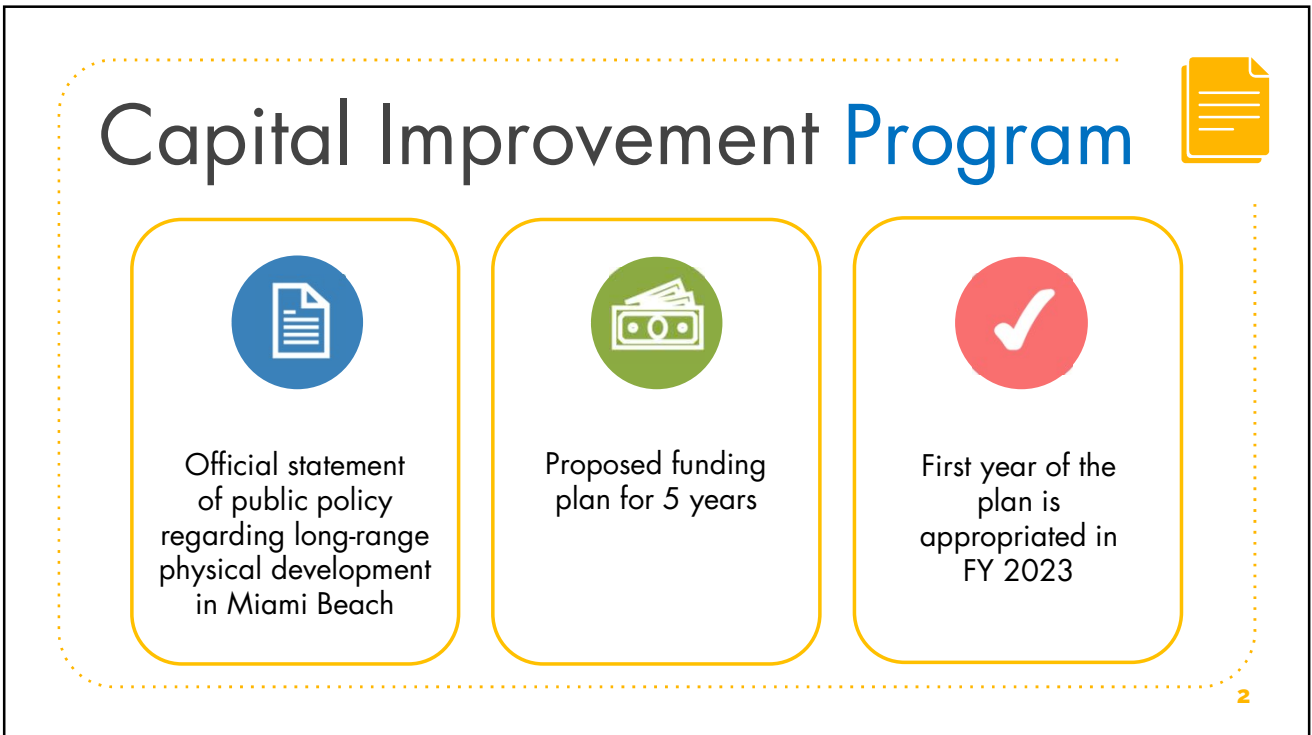 Capital Improvement Program
Official statement
of public policy
regarding long-range
physical development
in Miami Beach
Proposed funding
plan for 5 years
First year of the
plan is
appropriated in
FY 2023
2